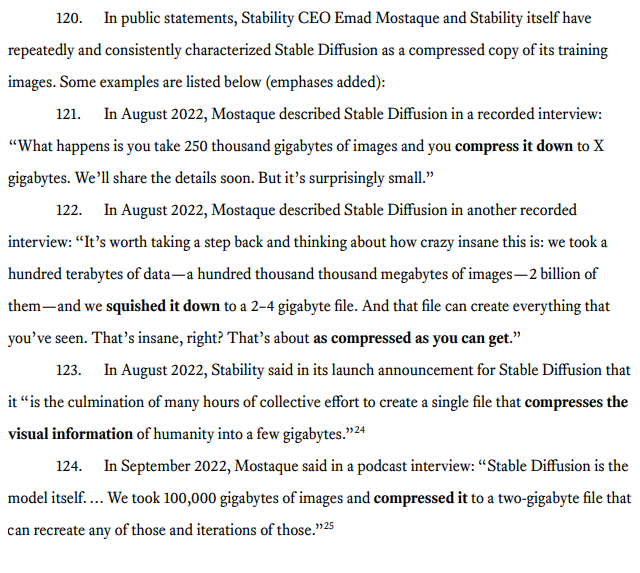 120. In public statements, Stability CEO Emad Mostaque and Stability itself have
repeatedly and consistently characterized Stable Diffusion as a compressed copy of its training
images. Some examples are listed below (emphases added):
121. In August 2022, Mostaque described Stable Diffusion in a recorded interview:
“What happens is you take 250 thousand gigabytes of images and you compress it down to X
gigabytes. We’ll share the details soon. But it’s surprisingly small.”
122. In August 2022, Mostaque described Stable Diffusion in another recorded
interview: “It’s worth taking a step back and thinking about how crazy insane this is: we took a
hundred terabytes of data—a hundred thousand thousand megabytes of images—2 billion of
them—and we squished it down to a 2–4 gigabyte file. And that file can create everything that
you’ve seen. That’s insane, right? That’s about as compressed as you can get.”
123. In August 2022, Stability said in its launch announcement for Stable Diffusion that
it “is the culmination of many hours of collective effort to create a single file that compresses the
visual information of humanity into a few gigabytes.”24
124. In September 2022, Mostaque said in a podcast interview: “Stable Diffusion is the
model itself. … We took 100,000 gigabytes of images and compressed it to a two-gigabyte file that
can recreate any of those and iterations of those.”25